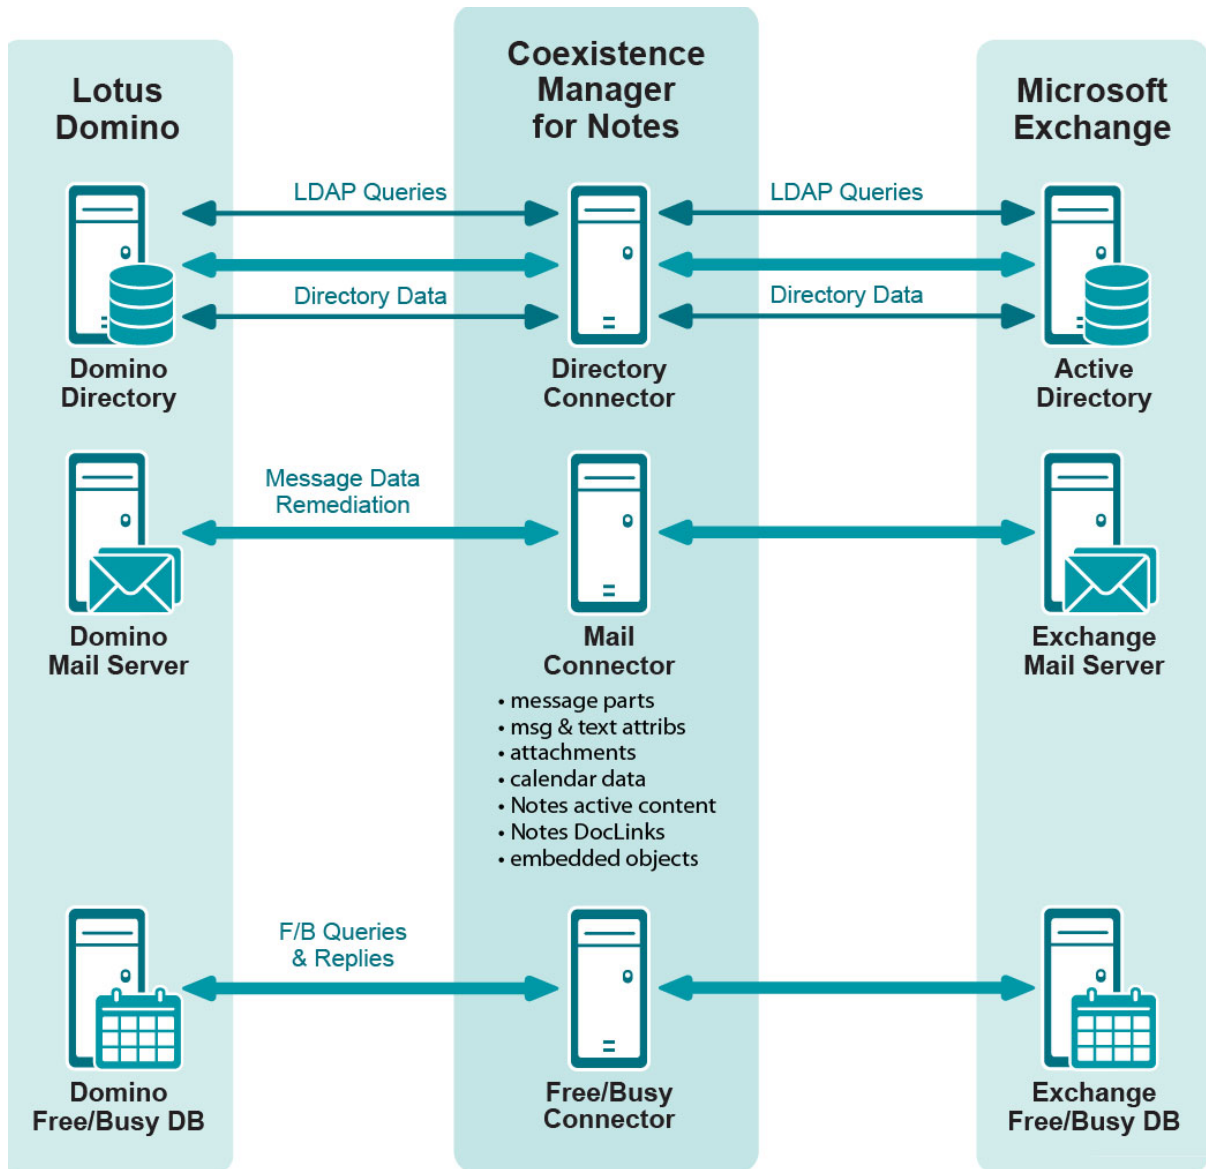 Lotus
Domino
Coexistence
Manager
for Notes
Microsoft
Exchange
LDAP Queries
LDAP Queries
Directory Data
Directory Data
Domino
Directory
Directory
Connector
Active
Directory
Message Data
Remediation
Domino
Mail Server
Mail
Connector
Exchange
Mail Server
• message parts
• msg & text attribs
• attachments
• calendar data
• Notes active content
• Notes DocLinks
• embedded objects
F/B Queries
& Replies
Domino
Free/Busy DB
Free/Busy
Connector
Exchange
Free/Busy DB